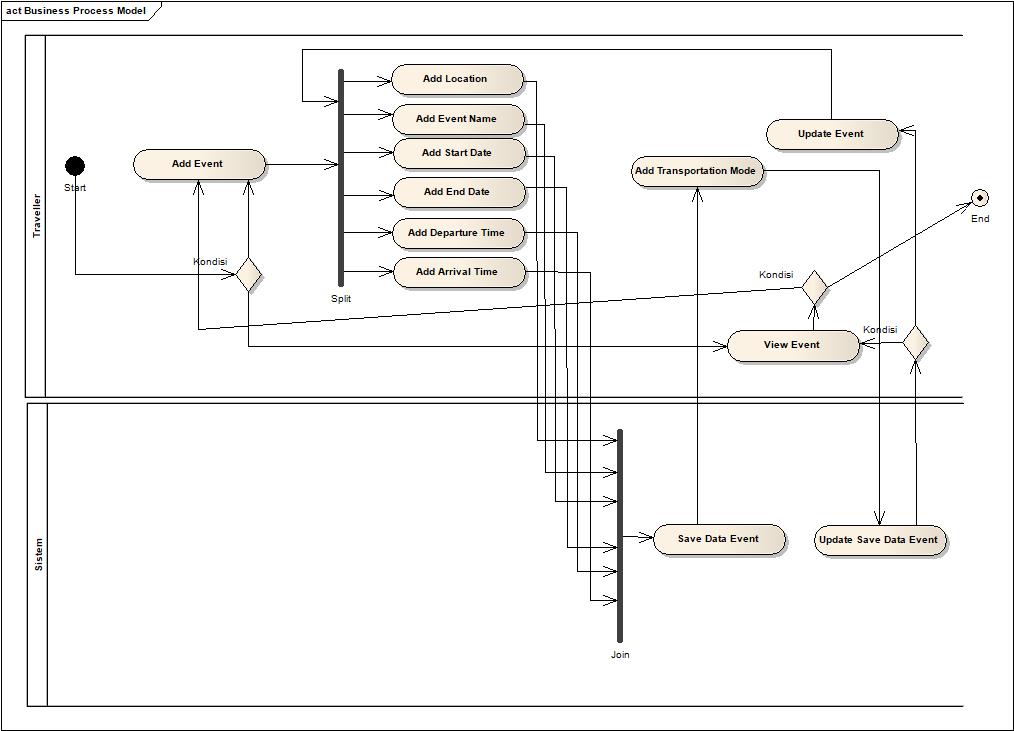 act Business Process Model
Traveller
Start
Add Event
Kondisi
Split
Add Location
Add Event Name
Add Start Date
Add End Date
Add Departure Time
Add Arrival Time
Update Event
Add Transportation Mode
End
Kondisi
View Event
Kondisi
Sistem
Save Data Event
Update Save Data Event
Join